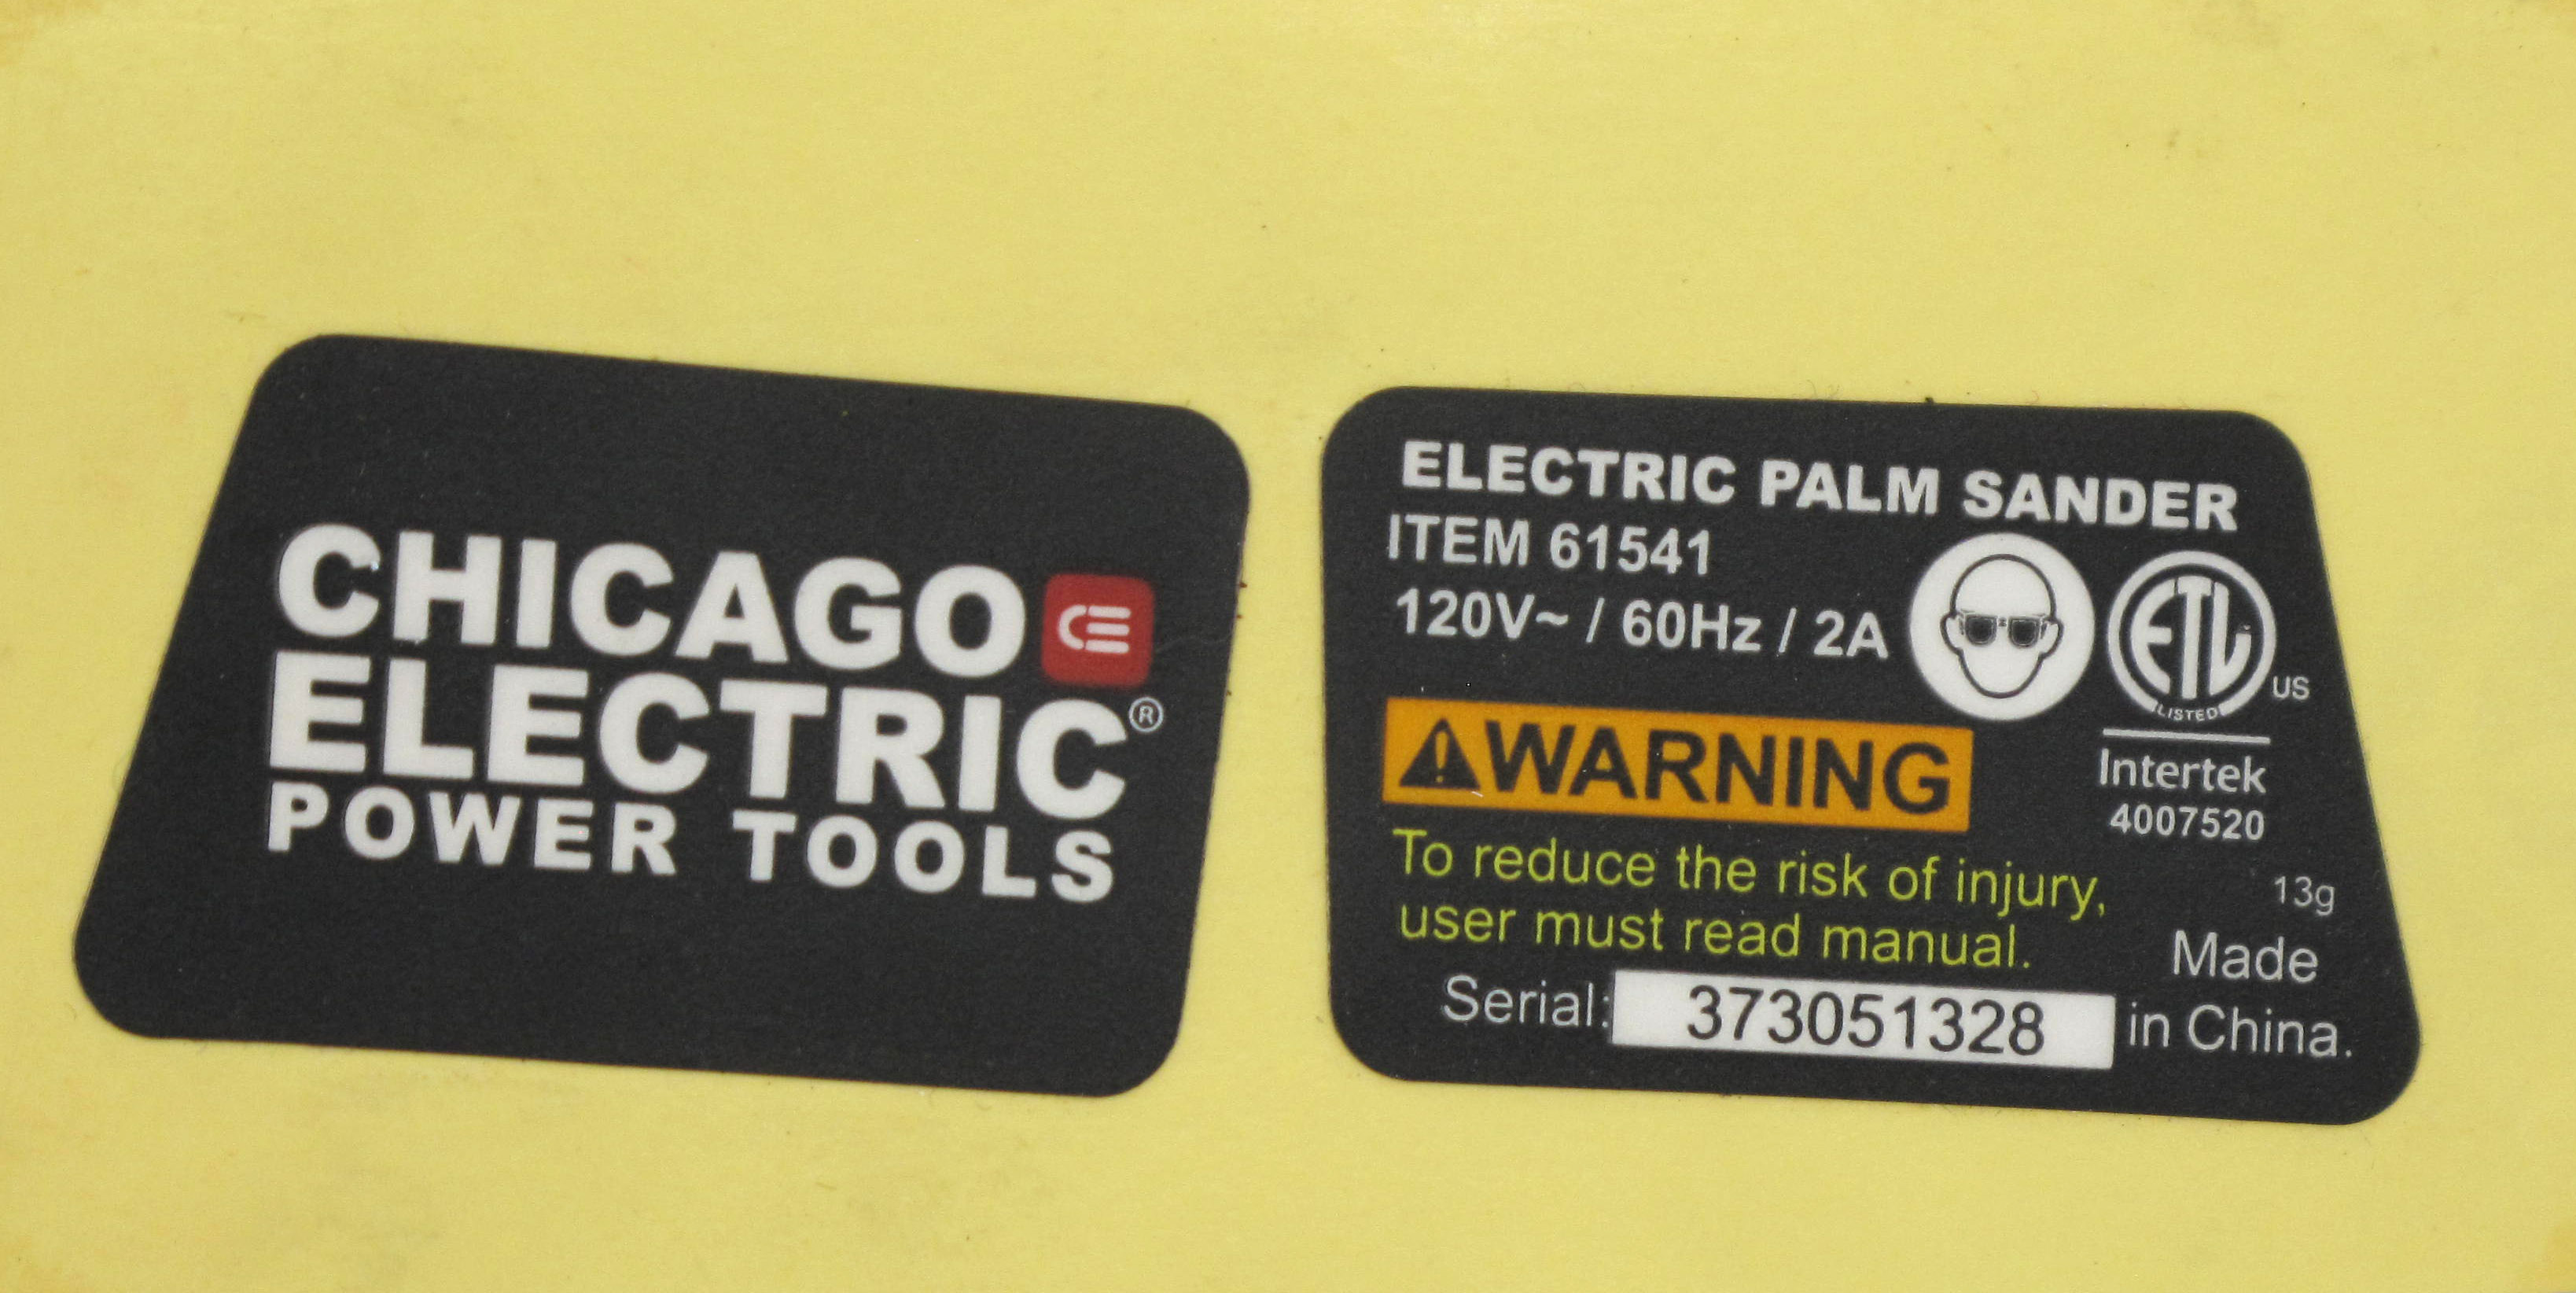 CHICAGO CE
ELECTRIC®
POWER TOOLS
ELECTRIC PALM SANDER
ITEM 61541
120V~ / 60Hz / 2A
ETL
LISTED
US
Intertek
4007520
⚠WARNING
To reduce the risk of injury,
user must read manual.
13g
Made
in China.
Serial: 373051328